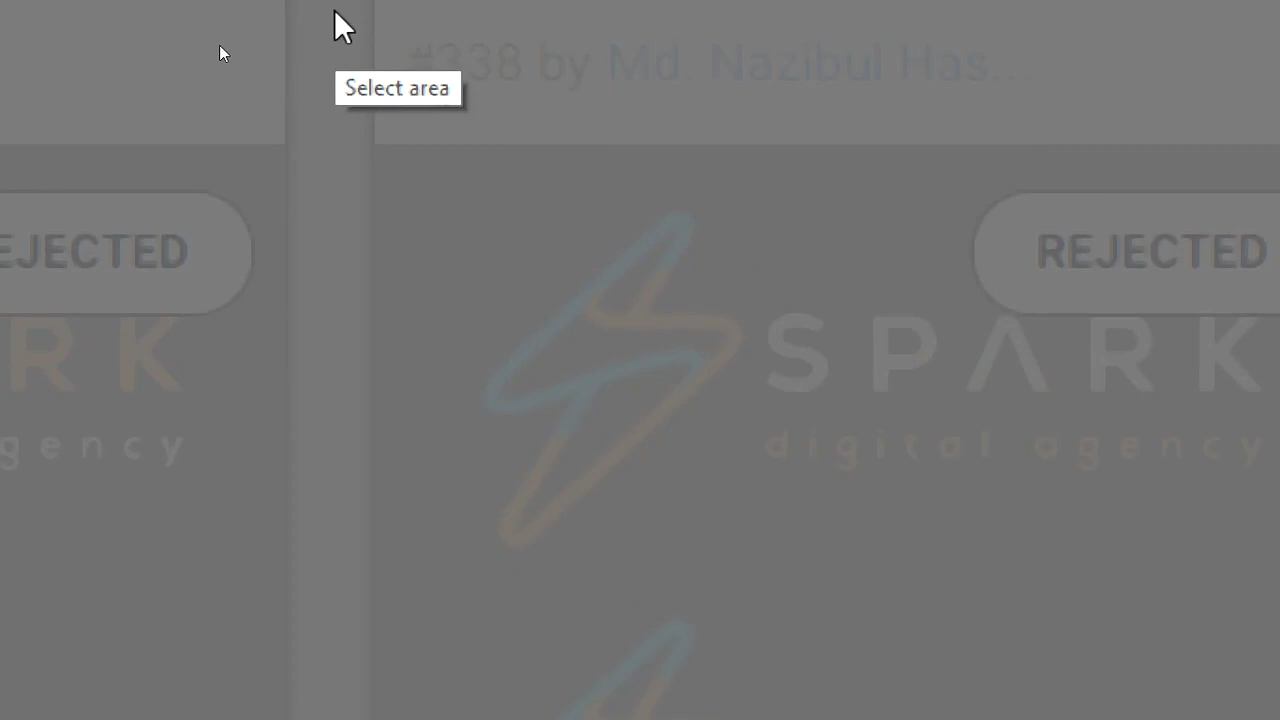 #338 by Md. Nazibul Has...
Select area
EJECTED
REJECTED
RK
SPARK
gency
digital agency